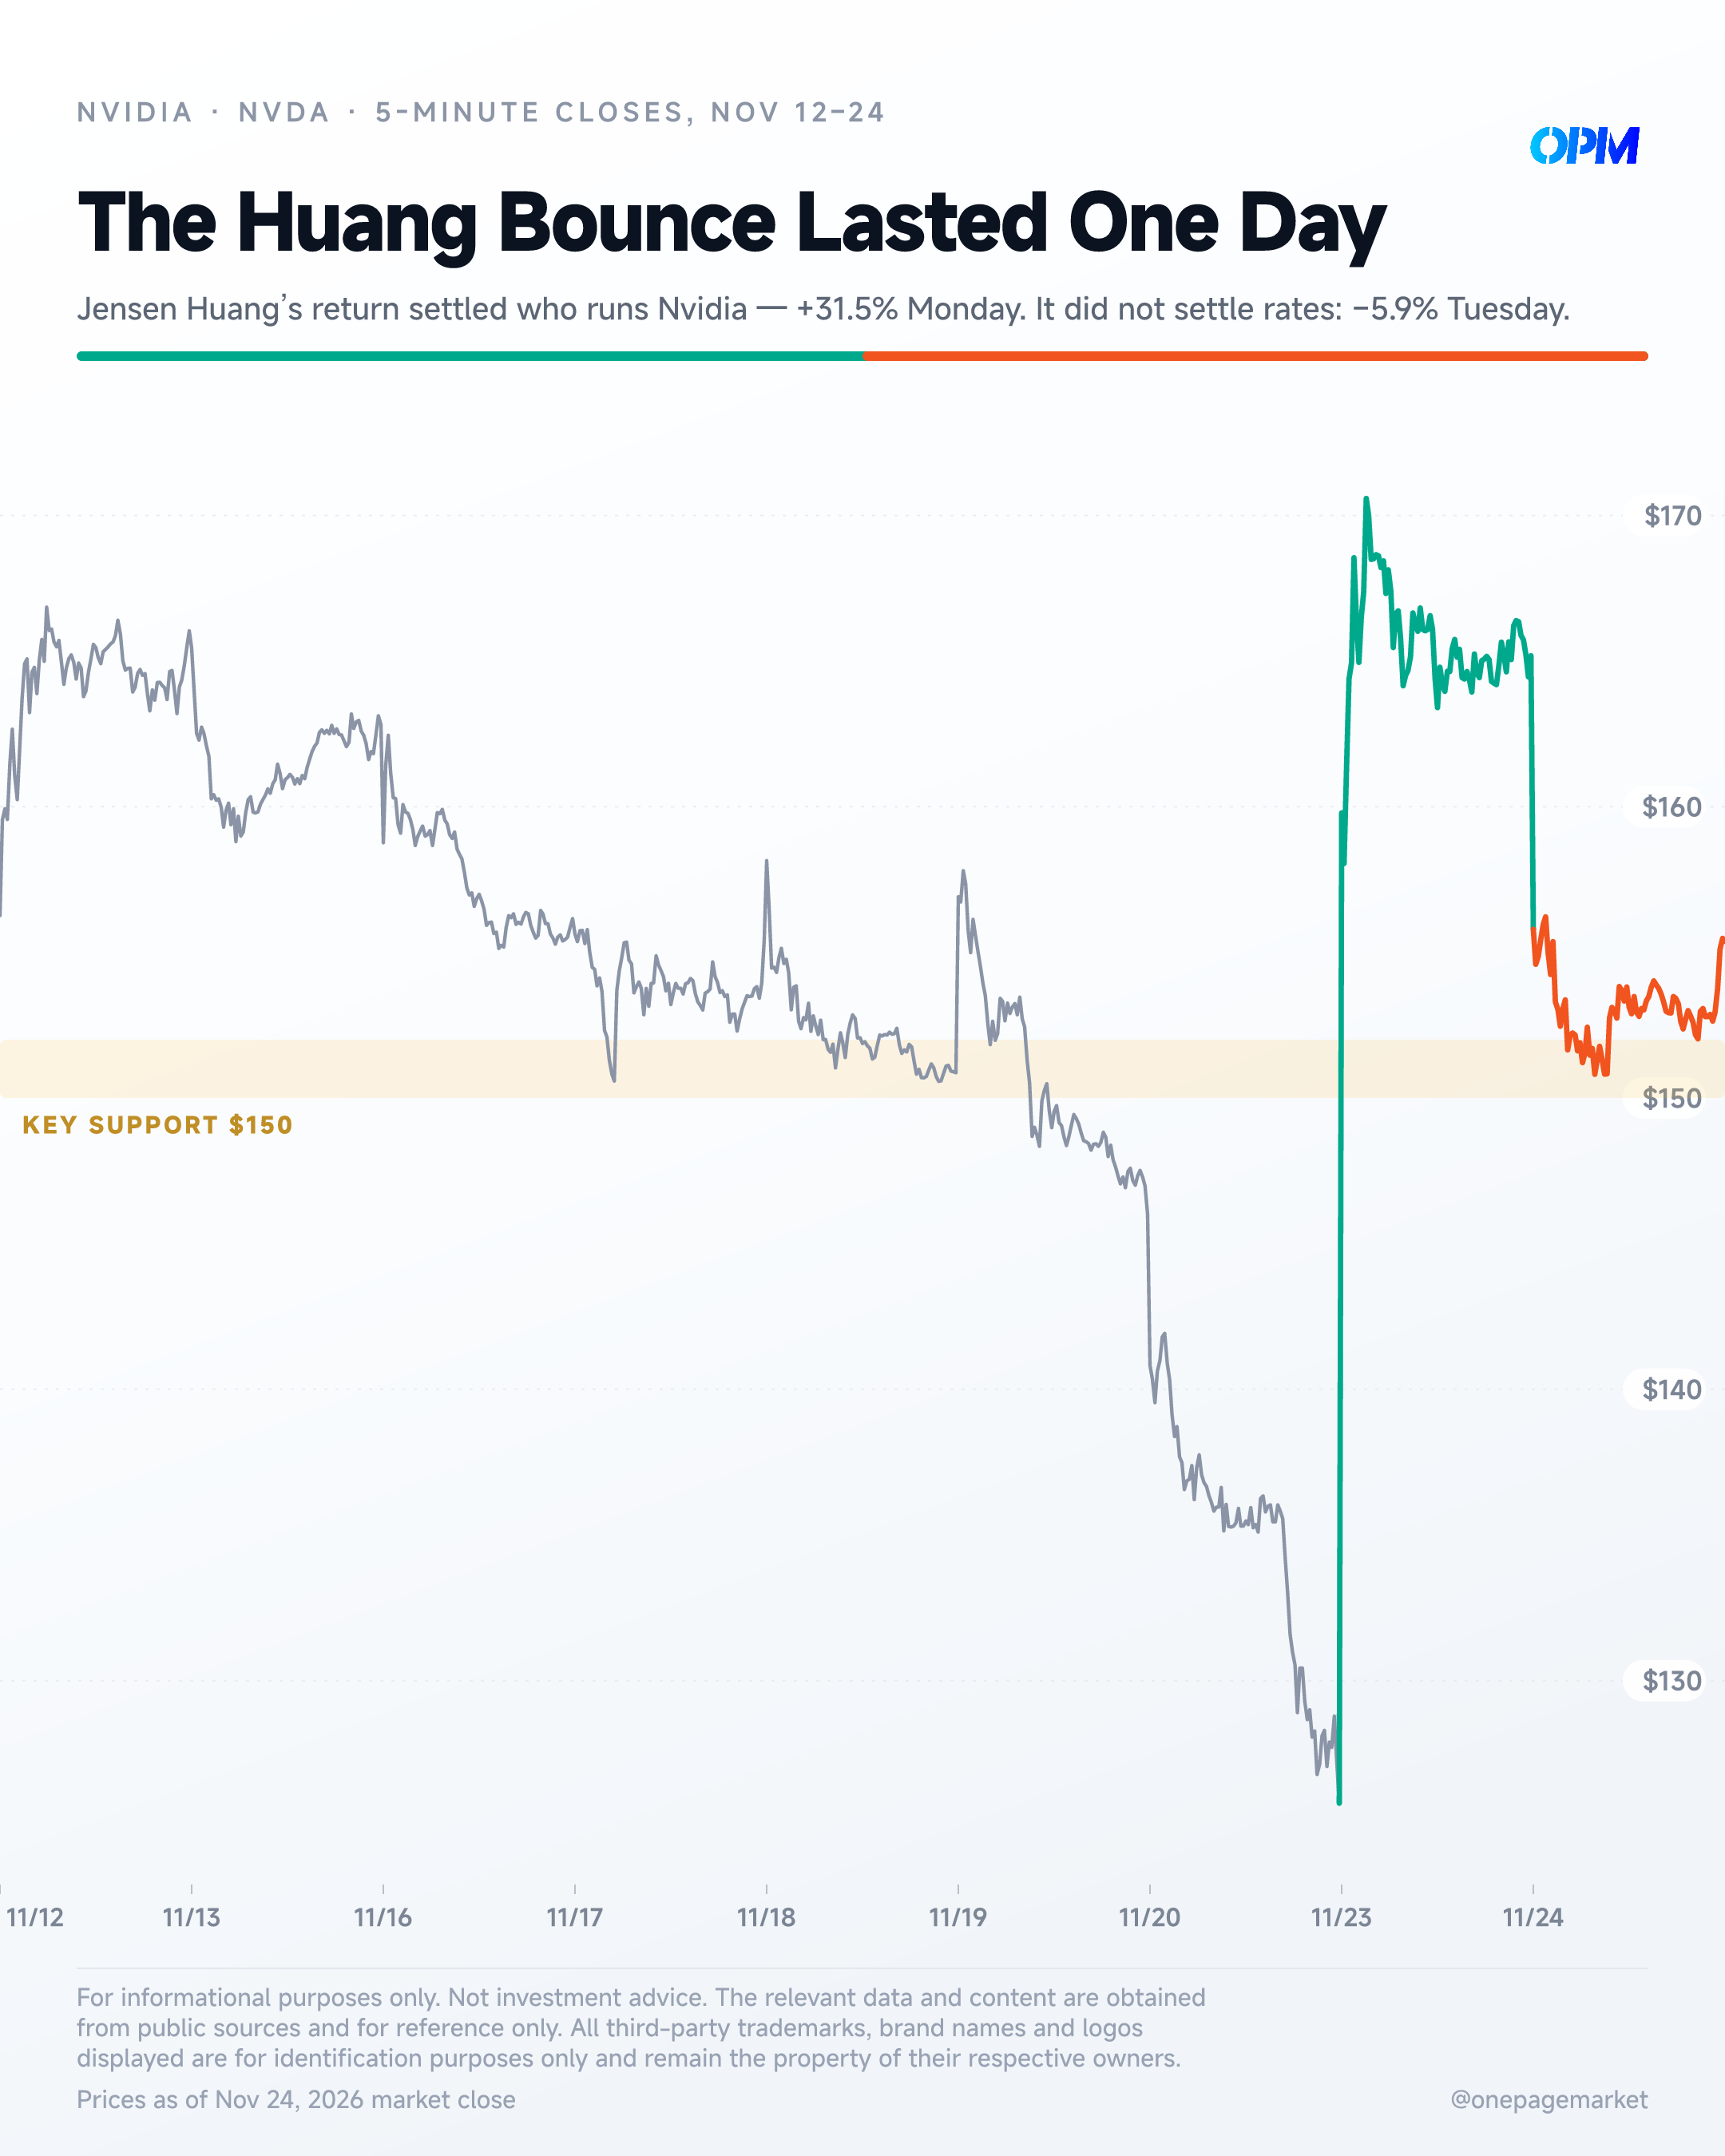 NVIDIA · NVDA · 5-MINUTE CLOSES, NOV 12–24
OPM
The Huang Bounce Lasted One Day
Jensen Huang’s return settled who runs Nvidia — +31.5% Monday. It did not settle rates: −5.9% Tuesday.
$170
$160
$150
KEY SUPPORT $150
$140
$130
11/12 11/13 11/16 11/17 11/18 11/19 11/20 11/23 11/24
For informational purposes only. Not investment advice. The relevant data and content are obtained
from public sources and for reference only. All third-party trademarks, brand names and logos
displayed are for identification purposes only and remain the property of their respective owners.
Prices as of Nov 24, 2026 market close
@onepagemarket